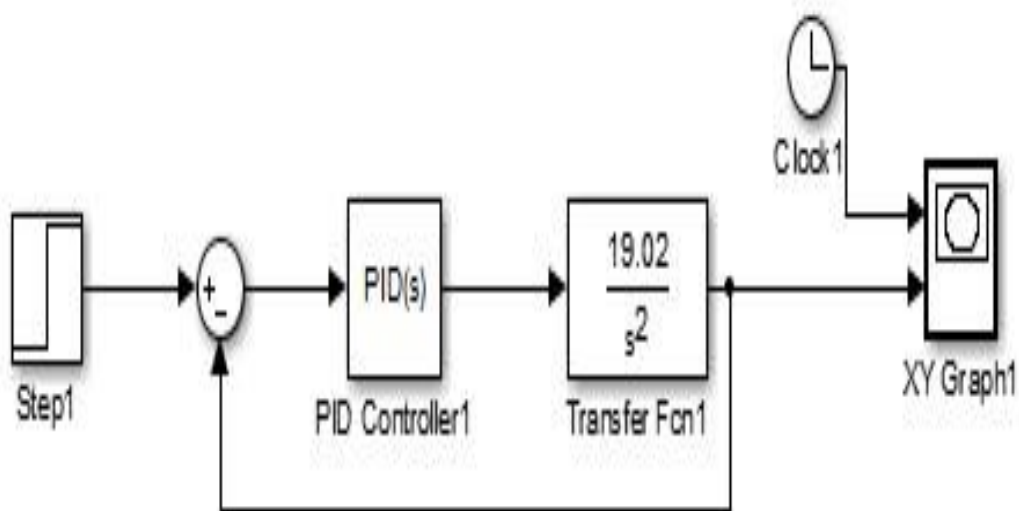 Clock1
+
−
PID(s)
19.02
s2
Step1
PID Controller1
Transfer Fcn1
XY Graph1